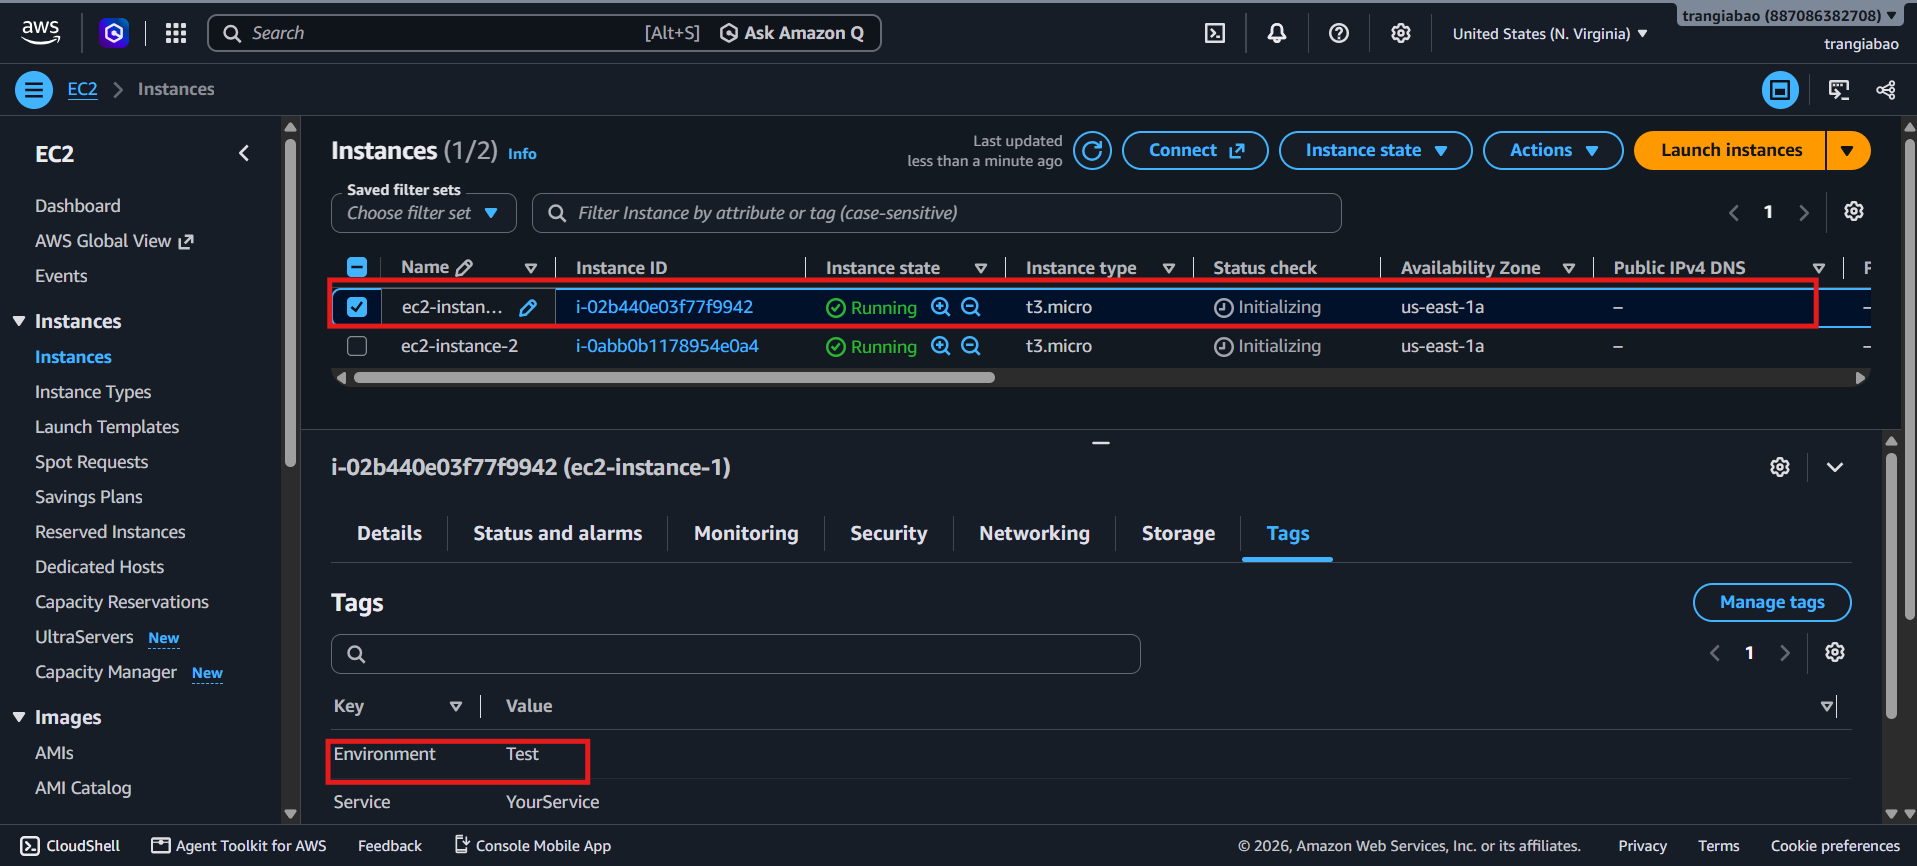 aws
Search [Alt+S] Ask Amazon Q
United States (N. Virginia)
trangiabao (887086382708)
trangiabao
EC2 Instances
EC2
Dashboard
AWS Global View
Events
Instances
Instances
Instance Types
Launch Templates
Spot Requests
Savings Plans
Reserved Instances
Dedicated Hosts
Capacity Reservations
UltraServers New
Capacity Manager New
Images
AMIs
AMI Catalog
Instances (1/2) Info
Last updated
less than a minute ago
Connect
Instance state
Actions
Launch instances
Saved filter sets
Choose filter set
Filter Instance by attribute or tag (case-sensitive)
1
Name Instance ID Instance state Instance type Status check Availability Zone Public IPv4 DNS
ec2-instan... i-02b440e03f77f9942 Running t3.micro Initializing us-east-1a – –
ec2-instance-2 i-0abb0b1178954e0a4 Running t3.micro Initializing us-east-1a – –
i-02b440e03f77f9942 (ec2-instance-1)
Details Status and alarms Monitoring Security Networking Storage Tags
Tags
Manage tags
1
Key Value
Environment Test
Service YourService
CloudShell Agent Toolkit for AWS Feedback Console Mobile App
© 2026, Amazon Web Services, Inc. or its affiliates. Privacy Terms Cookie preferences